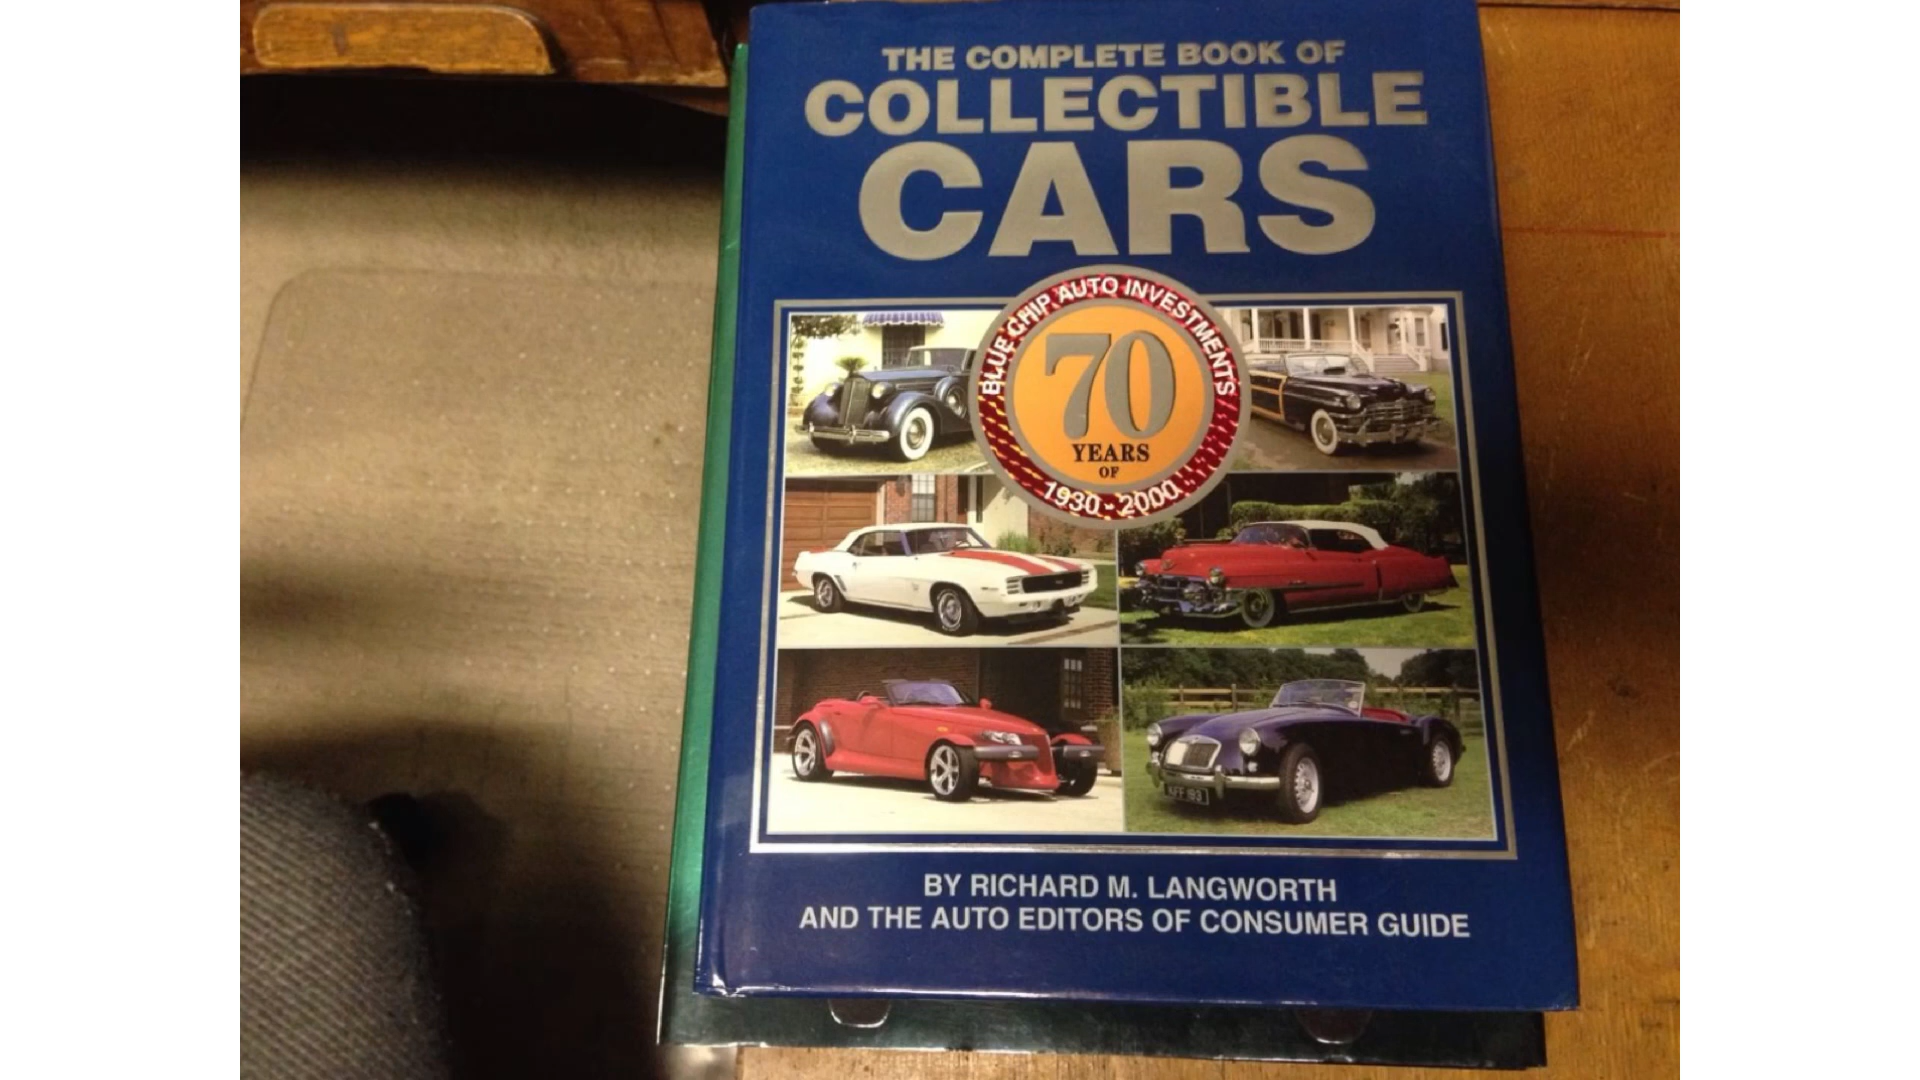 THE COMPLETE BOOK OF
COLLECTIBLE
CARS
BLUE CHIP AUTO INVESTMENTS
70
YEARS
OF
1930-2000
BY RICHARD M. LANGWORTH
AND THE AUTO EDITORS OF CONSUMER GUIDE